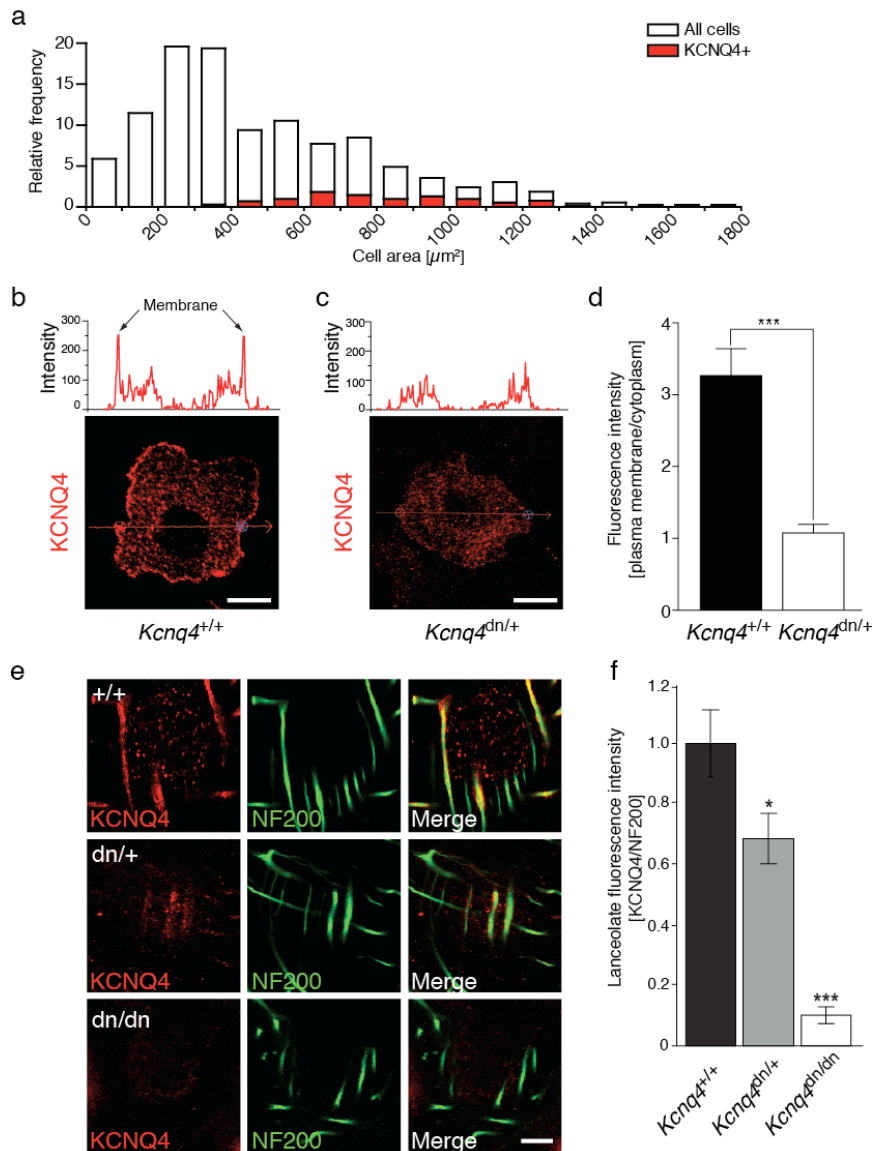 a
All cells
KCNQ4+
Relative frequency
20
15
10
5
0
0
200
400
600
800
1000
1200
1400
1600
1800
Cell area [µm²]
b
Membrane
Intensity
300
200
100
0
KCNQ4
Kcnq4+/+
c
Intensity
300
200
100
0
KCNQ4
Kcnq4dn/+
d
***
Fluorescence intensity
[plasma membrane/cytoplasm]
4
3
2
1
0
Kcnq4+/+
Kcnq4dn/+
e
+/+
KCNQ4
NF200
Merge
dn/+
KCNQ4
NF200
Merge
dn/dn
KCNQ4
NF200
Merge
f
Lanceolate fluorescence intensity
[KCNQ4/NF200]
1.2
1.0
0.8
0.6
0.4
0.2
0
*
***
Kcnq4+/+
Kcnq4dn/+
Kcnq4dn/dn